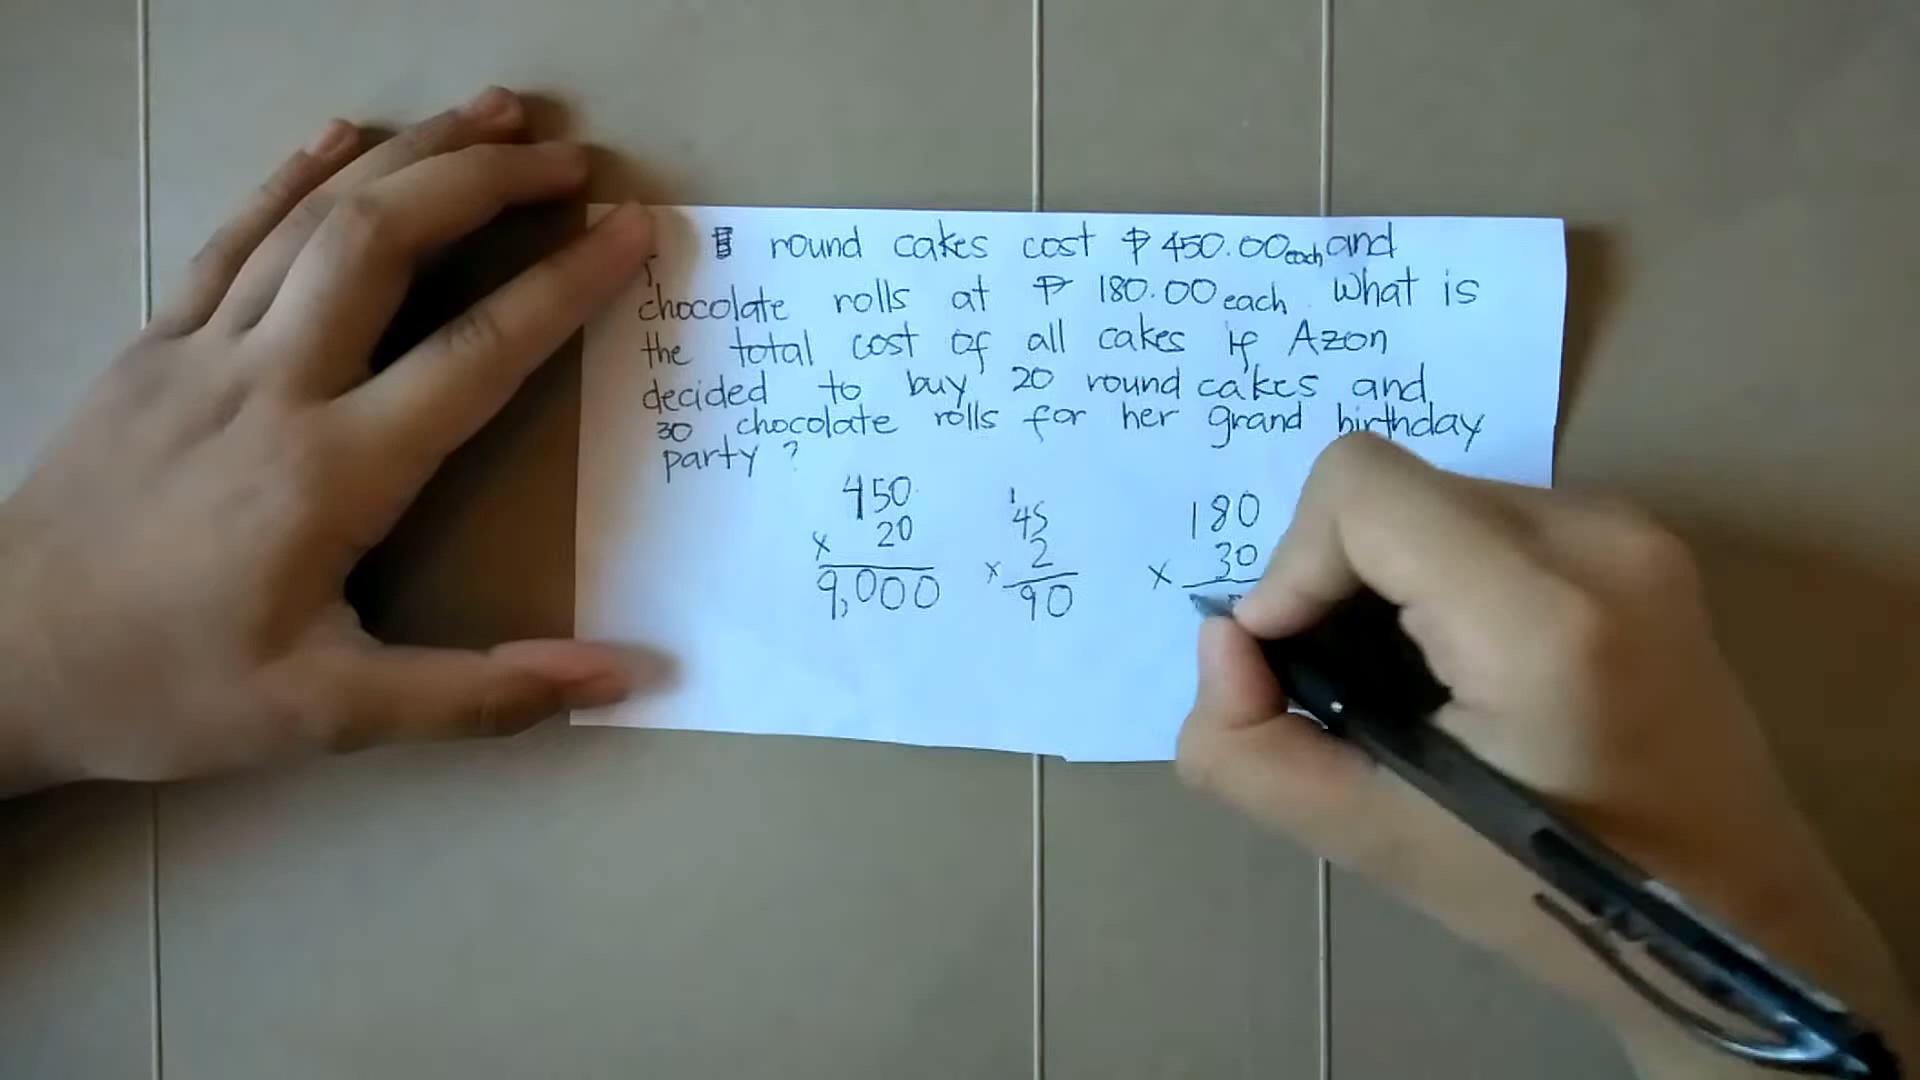 round cakes cost ₱ 450.00 each and
chocolate rolls at ₱ 180.00 each. What is
the total cost of all cakes if Azon
decided to buy 20 round cakes and
30 chocolate rolls for her grand birthday
party ?
450
x 20
9,000
1
45
x 2
90
180
x 30